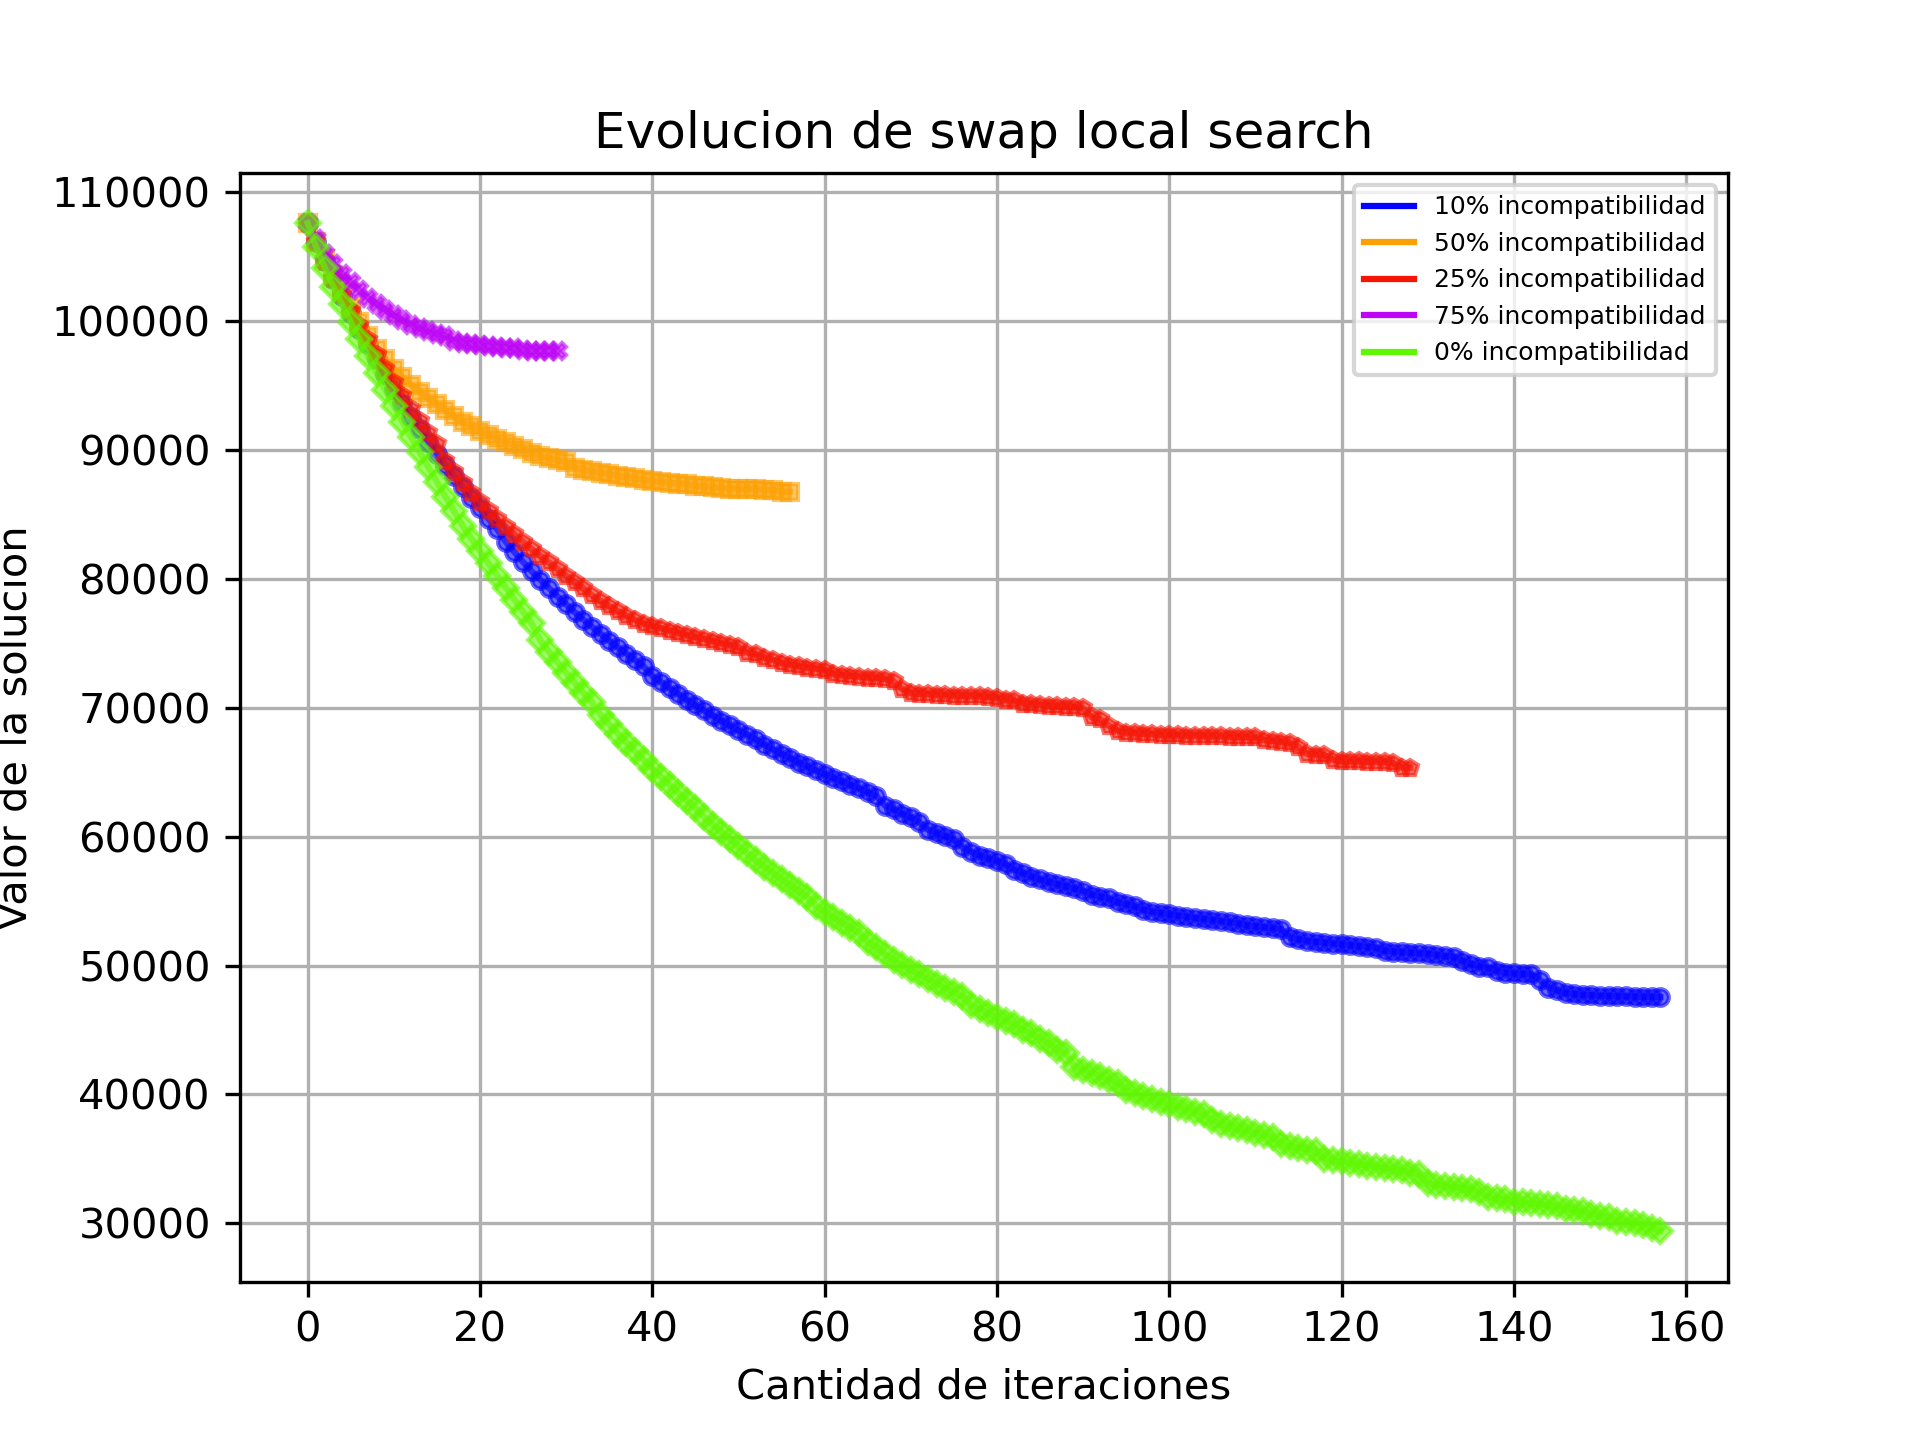 Evolucion de swap local search
110000
100000
90000
80000
70000
60000
50000
40000
30000
Valor de la solucion
10% incompatibilidad
50% incompatibilidad
25% incompatibilidad
75% incompatibilidad
0% incompatibilidad
0 20 40 60 80 100 120 140 160
Cantidad de iteraciones